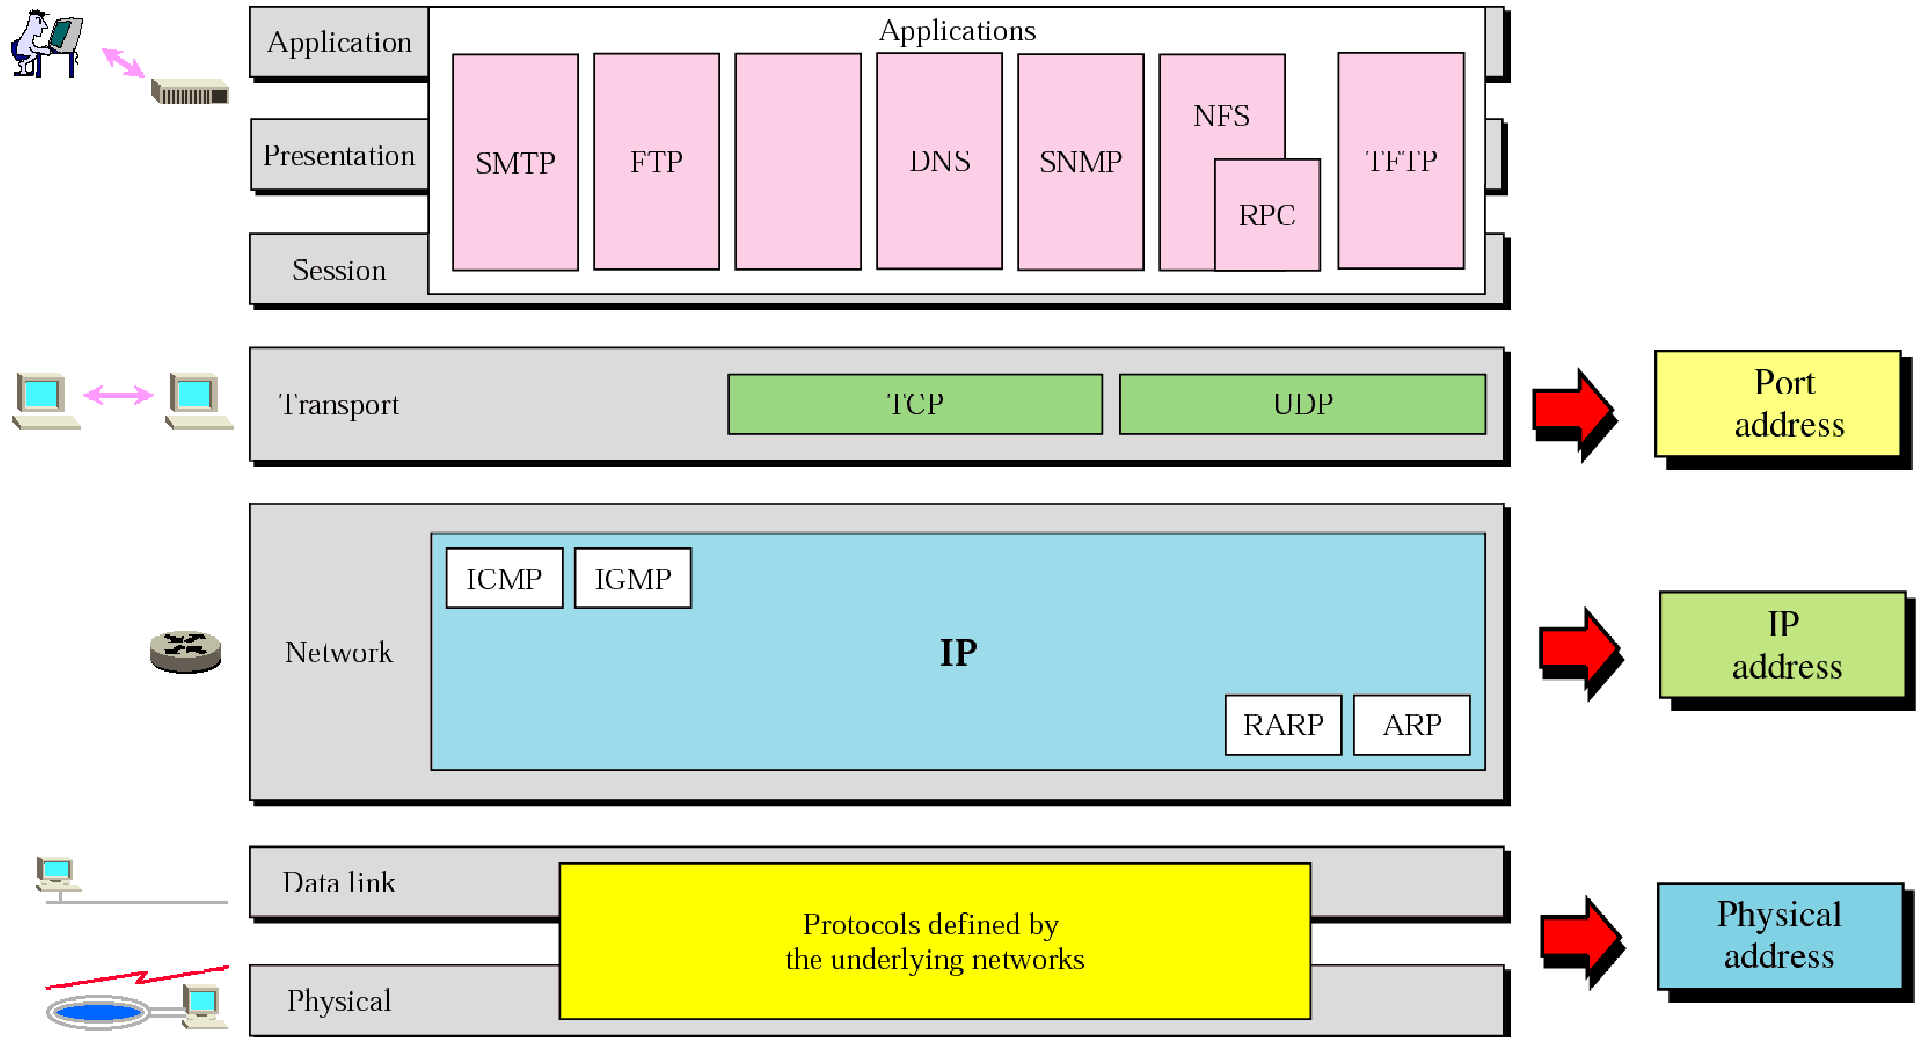 Application
Applications
Presentation
Session
SMTP
FTP
DNS
SNMP
NFS
RPC
TFTP
Transport
TCP
UDP
Port
address
Network
ICMP
IGMP
IP
RARP
ARP
IP
address
Data link
Physical
Protocols defined by
the underlying networks
Physical
address